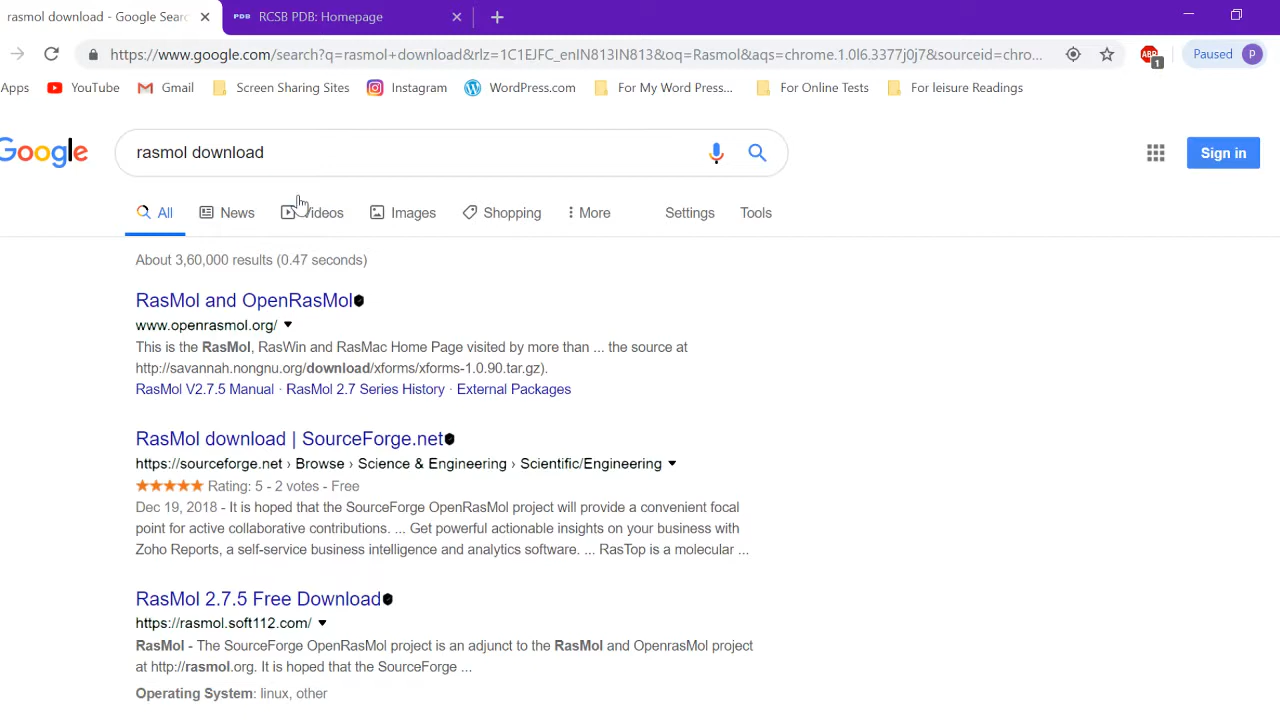 rasmol download - Google Sear
PDB RCSB PDB: Homepage
https://www.google.com/search?q=rasmol+download&rlz=1C1EJFC_enIN813IN813&oq=Rasmol&aqs=chrome.1.0l6.3377j0j7&sourceid=chro...
ABP 1 Paused P
Apps YouTube Gmail Screen Sharing Sites Instagram WordPress.com For My Word Press... For Online Tests For leisure Readings
Google rasmol download Sign in
All News Videos Images Shopping More Settings Tools
About 3,60,000 results (0.47 seconds)
RasMol and OpenRasMol
www.openrasmol.org/
This is the RasMol, RasWin and RasMac Home Page visited by more than ... the source at
http://savannah.nongnu.org/download/xforms/xforms-1.0.90.tar.gz).
RasMol V2.7.5 Manual · RasMol 2.7 Series History · External Packages
RasMol download | SourceForge.net
https://sourceforge.net › Browse › Science & Engineering › Scientific/Engineering
Rating: 5 - 2 votes - Free
Dec 19, 2018 - It is hoped that the SourceForge OpenRasMol project will provide a convenient focal
point for active collaborative contributions. ... Get powerful actionable insights on your business with
Zoho Reports, a self-service business intelligence and analytics software. ... RasTop is a molecular ...
RasMol 2.7.5 Free Download
https://rasmol.soft112.com/
RasMol - The SourceForge OpenRasMol project is an adjunct to the RasMol and OpenrasMol project
at http://rasmol.org. It is hoped that the SourceForge ...
Operating System: linux, other